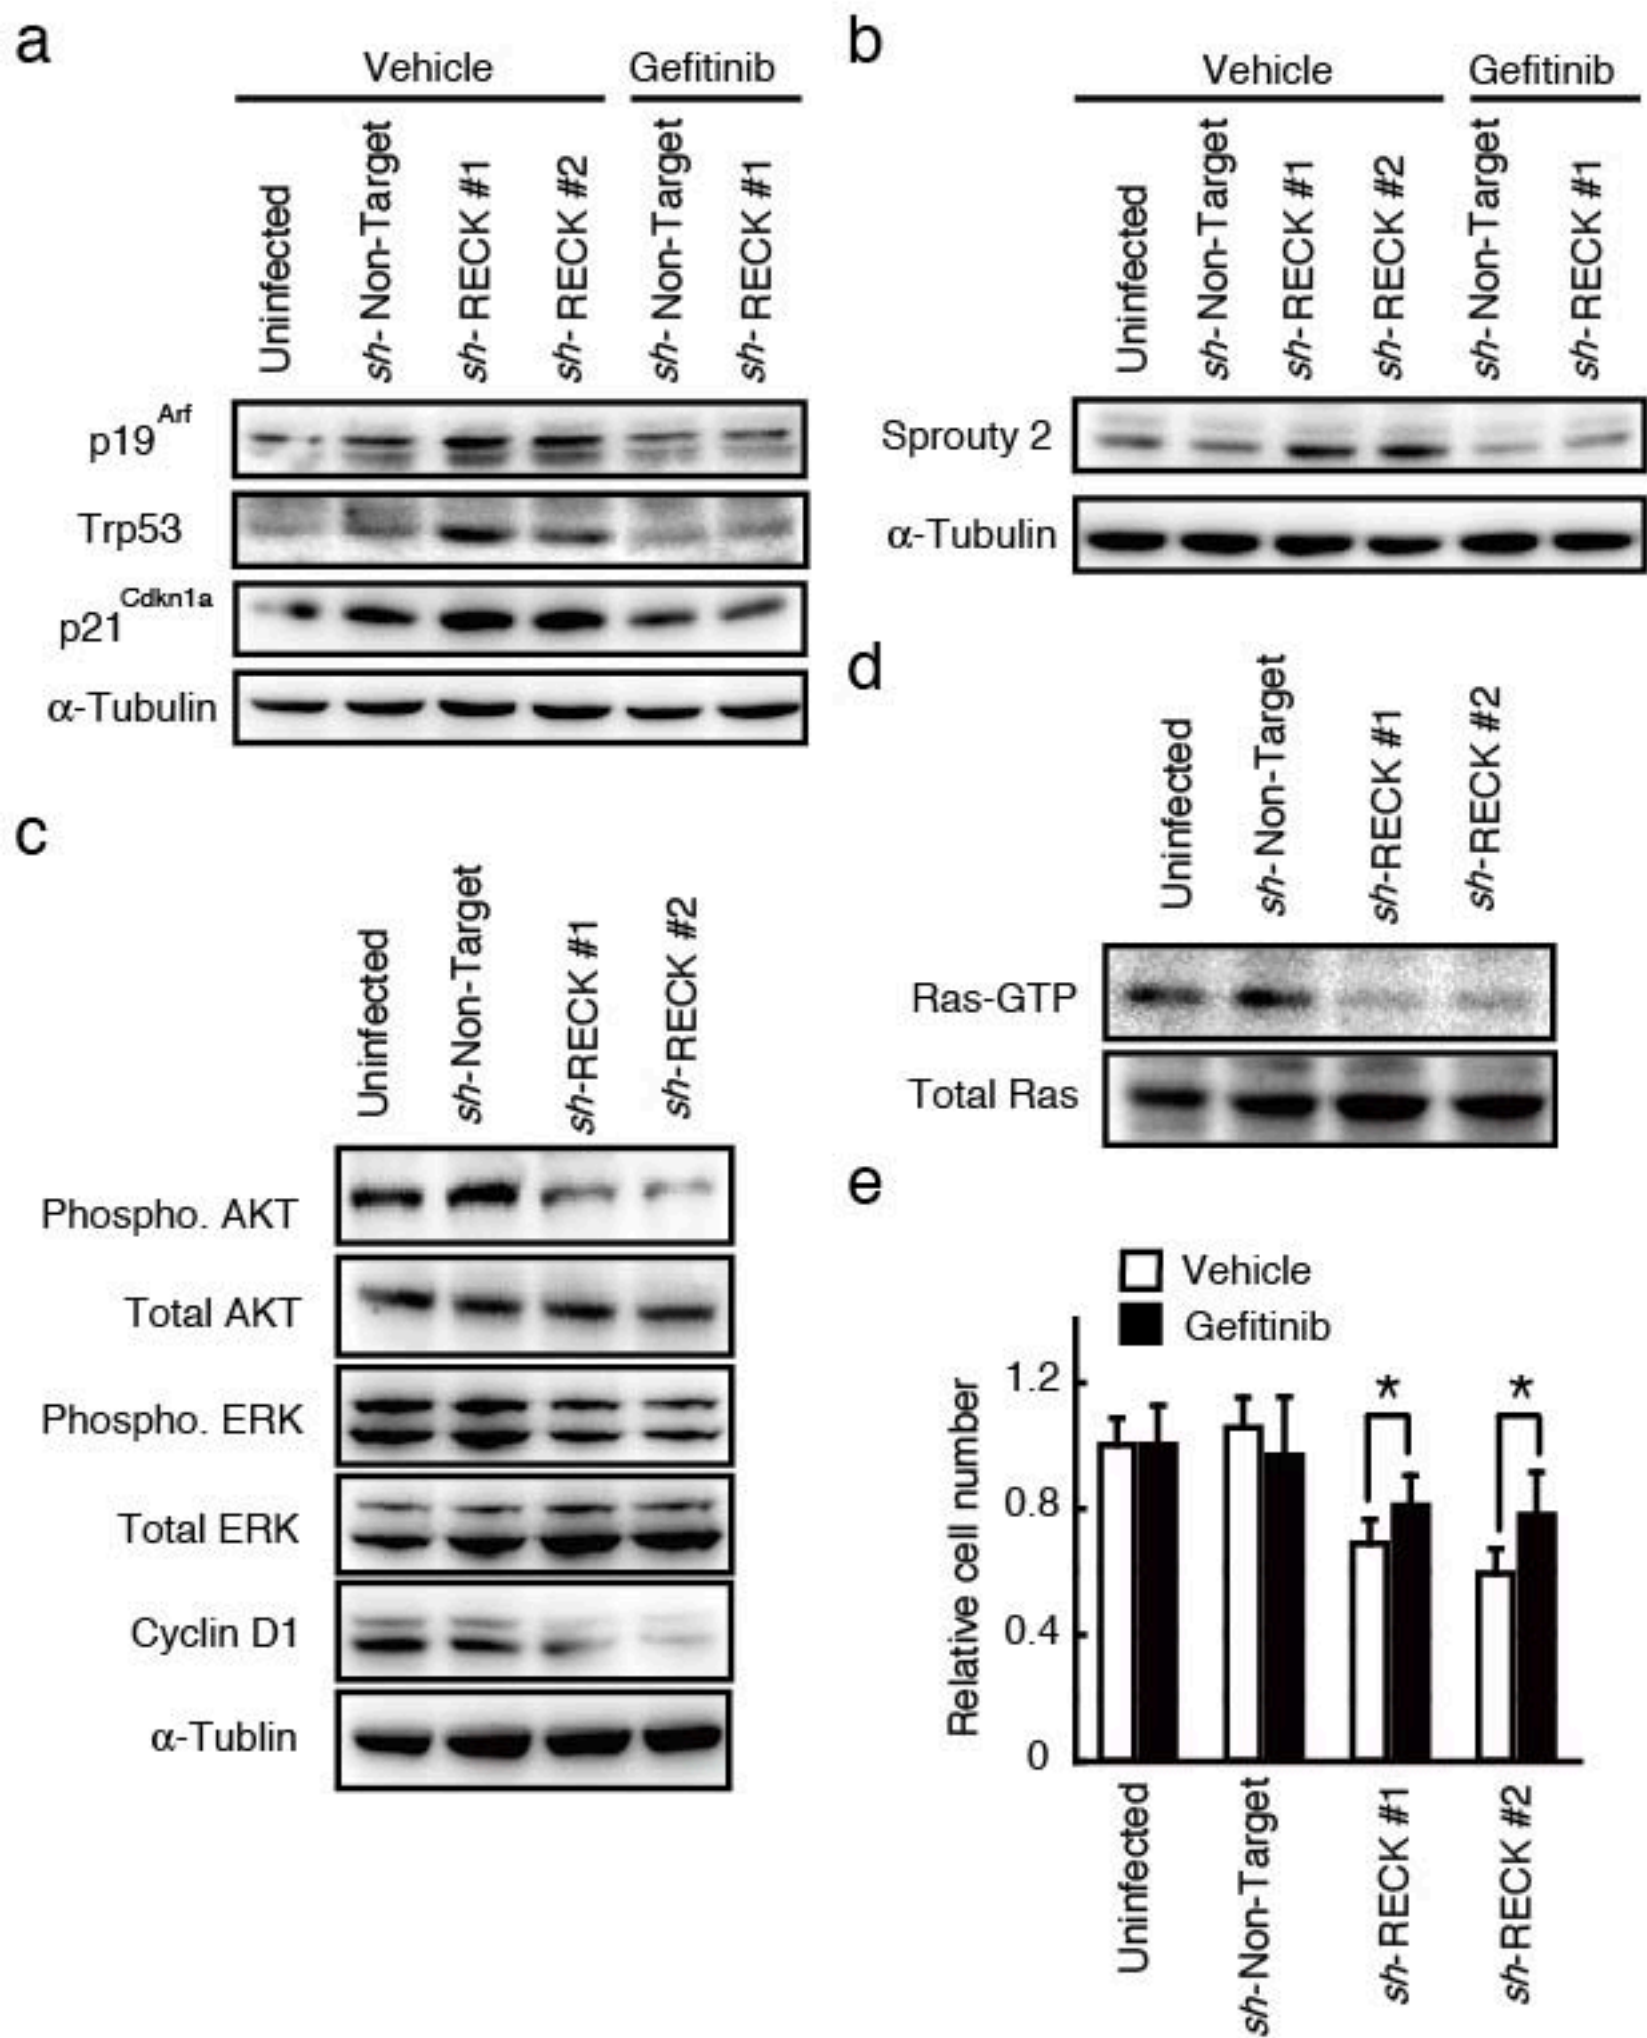 a
Vehicle
Gefitinib
Uninfected
sh-Non-Target
sh-RECK #1
sh-RECK #2
sh-Non-Target
sh-RECK #1
p19Arf
Trp53
p21Cdkn1a
α-Tubulin
b
Vehicle
Gefitinib
Uninfected
sh-Non-Target
sh-RECK #1
sh-RECK #2
sh-Non-Target
sh-RECK #1
Sprouty 2
α-Tubulin
c
Uninfected
sh-Non-Target
sh-RECK #1
sh-RECK #2
Phospho. AKT
Total AKT
Phospho. ERK
Total ERK
Cyclin D1
α-Tublin
d
Uninfected
sh-Non-Target
sh-RECK #1
sh-RECK #2
Ras-GTP
Total Ras
e
Vehicle
Gefitinib
Relative cell number
1.2
0.8
0.4
0
* *
Uninfected
sh-Non-Target
sh-RECK #1
sh-RECK #2